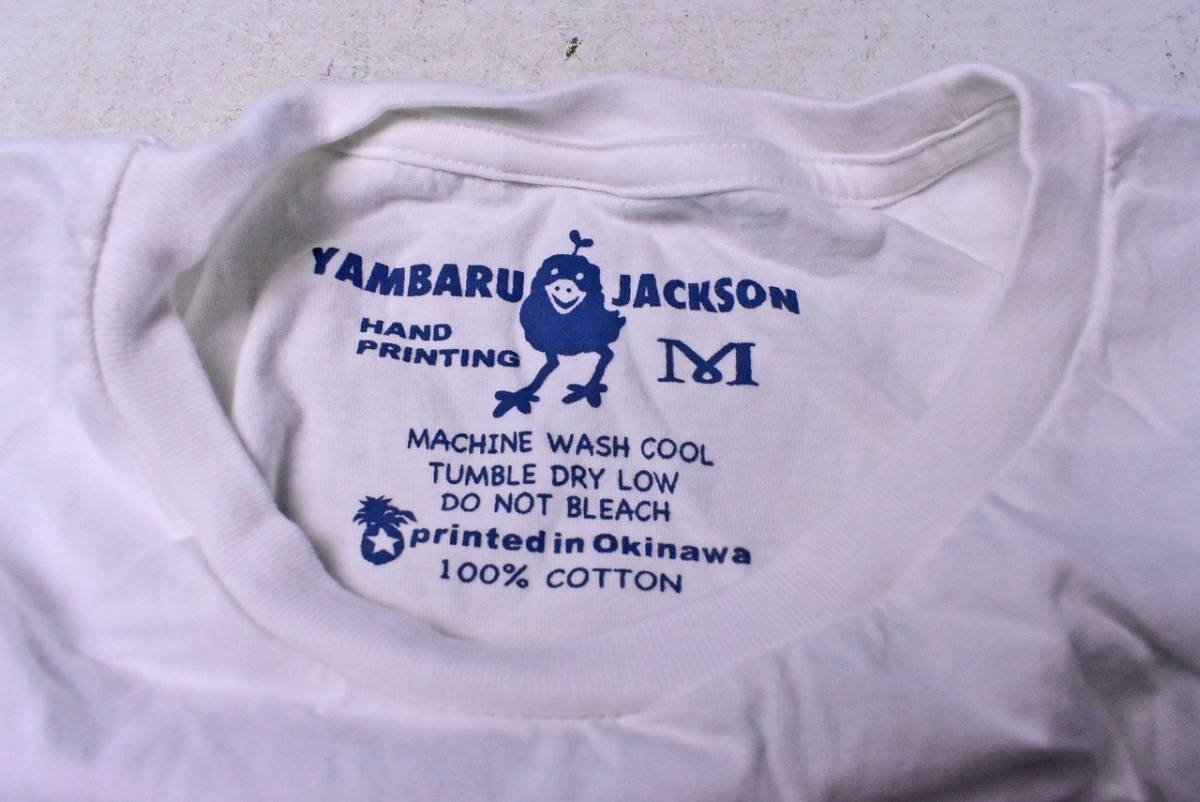 YAMBARU JACKSON
HAND
PRINTING
M
MACHINE WASH COOL
TUMBLE DRY LOW
DO NOT BLEACH
printed in Okinawa
100% COTTON